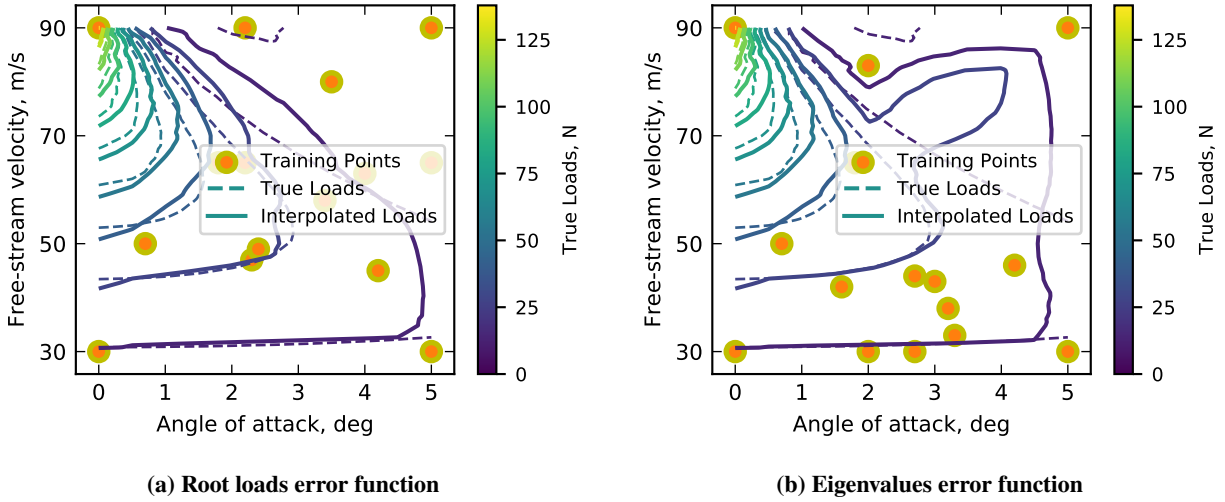 90
70
50
30
Free-stream velocity, m/s
0 1 2 3 4 5
Angle of attack, deg
Training Points
True Loads
Interpolated Loads
125
100
75
50
25
0
True Loads, N
(a) Root loads error function
90
70
50
30
Free-stream velocity, m/s
0 1 2 3 4 5
Angle of attack, deg
Training Points
True Loads
Interpolated Loads
125
100
75
50
25
0
True Loads, N
(b) Eigenvalues error function